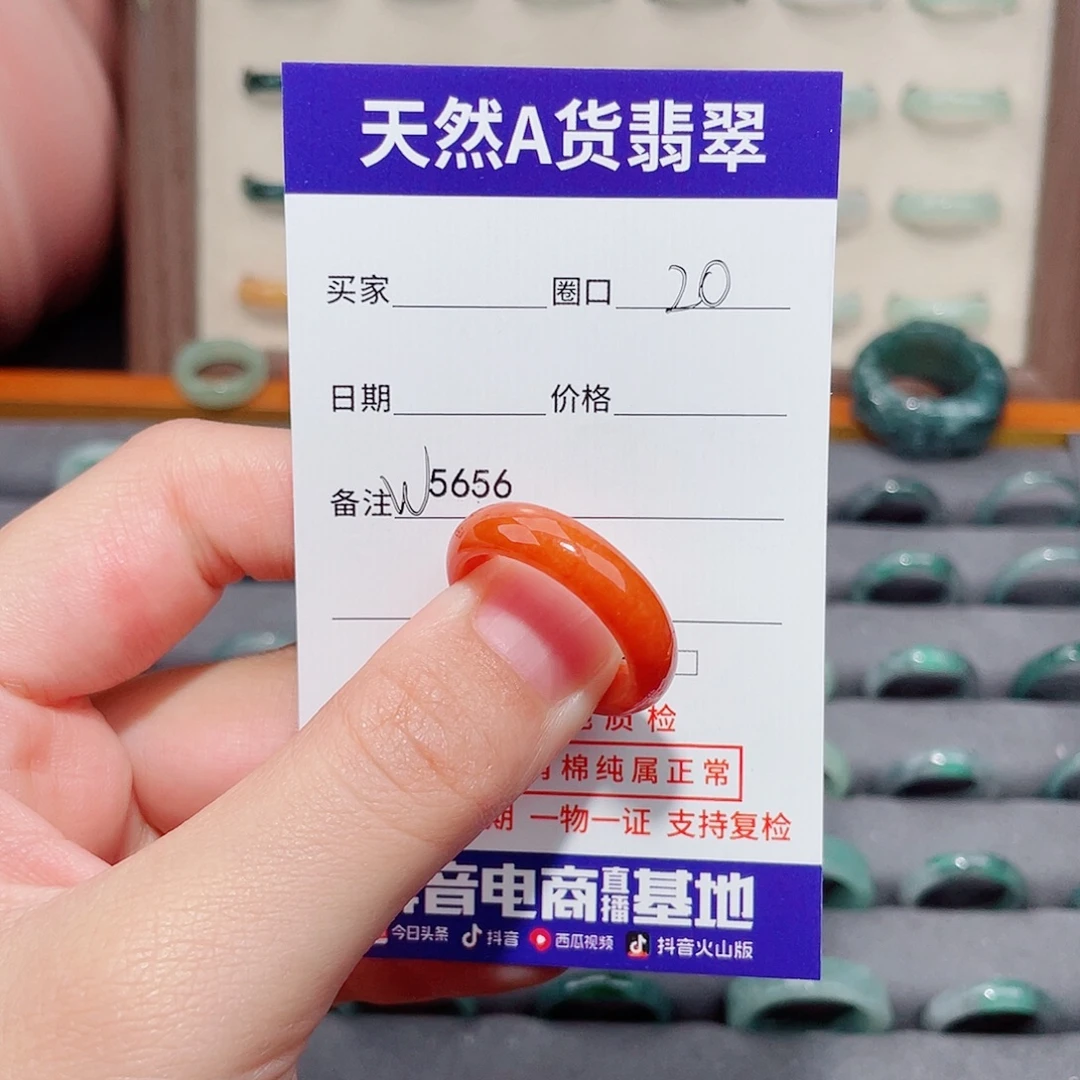 天然A货翡翠
买家 圈口 20
日期 价格
备注 W5656
质检
棉纯属正常
期 一物一证 支持复检
音电商直播基地
今日头条 抖音 西瓜视频 抖音火山版